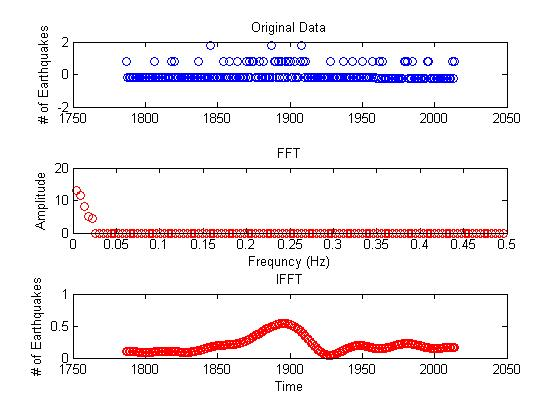 Original Data
# of Earthquakes
2
0
-2
1750 1800 1850 1900 1950 2000 2050
FFT
Amplitude
20
10
0
0 0.05 0.1 0.15 0.2 0.25 0.3 0.35 0.4 0.45 0.5
Frequncy (Hz)
IFFT
# of Earthquakes
1
0.5
0
1750 1800 1850 1900 1950 2000 2050
Time